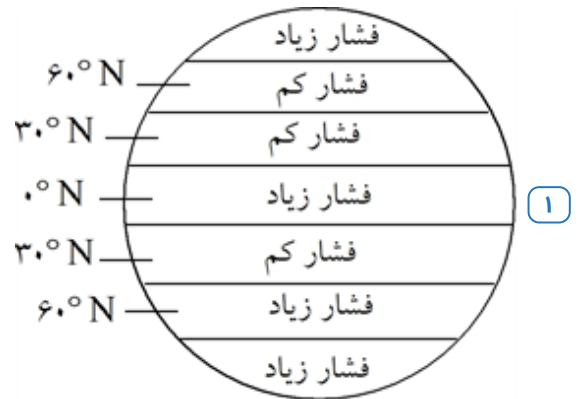 فشار زیاد
۶۰° N
فشار کم
۳۰° N
فشار کم
۰° N
فشار زیاد
۱
۳۰° N
فشار کم
۶۰° N
فشار زیاد
فشار زیاد